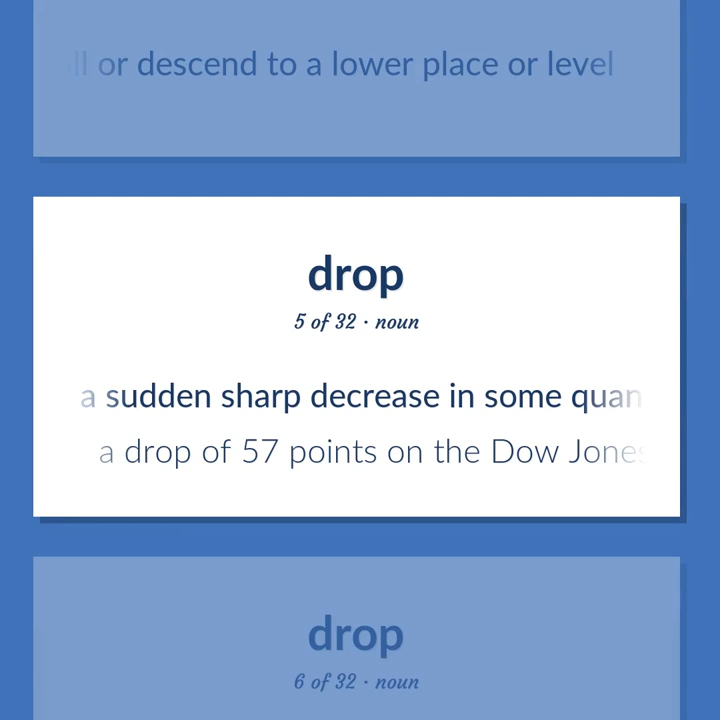 or descend to a lower place or level
drop
5 of 32 · noun
a sudden sharp decrease in some
a drop of 57 points on the Dow Jones
drop
6 of 32 · noun